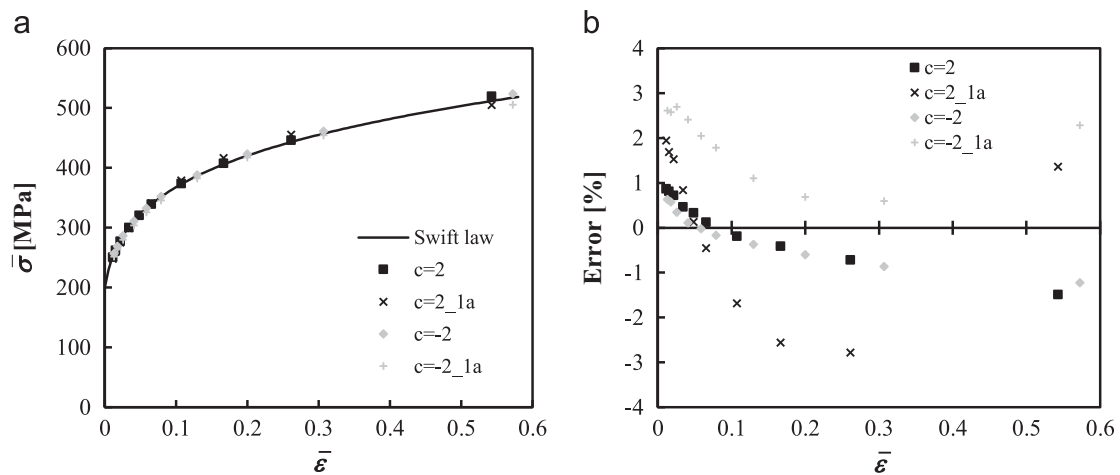 a
600
500
400
300
200
100
0
σ̄ [MPa]
0 0.1 0.2 0.3 0.4 0.5 0.6
ε̄
Swift law
c=2
c=2_1a
c=-2
c=-2_1a
b
4
3
2
1
0
-1
-2
-3
-4
Error [%]
0 0.1 0.2 0.3 0.4 0.5 0.6
ε̄
c=2
c=2_1a
c=-2
c=-2_1a